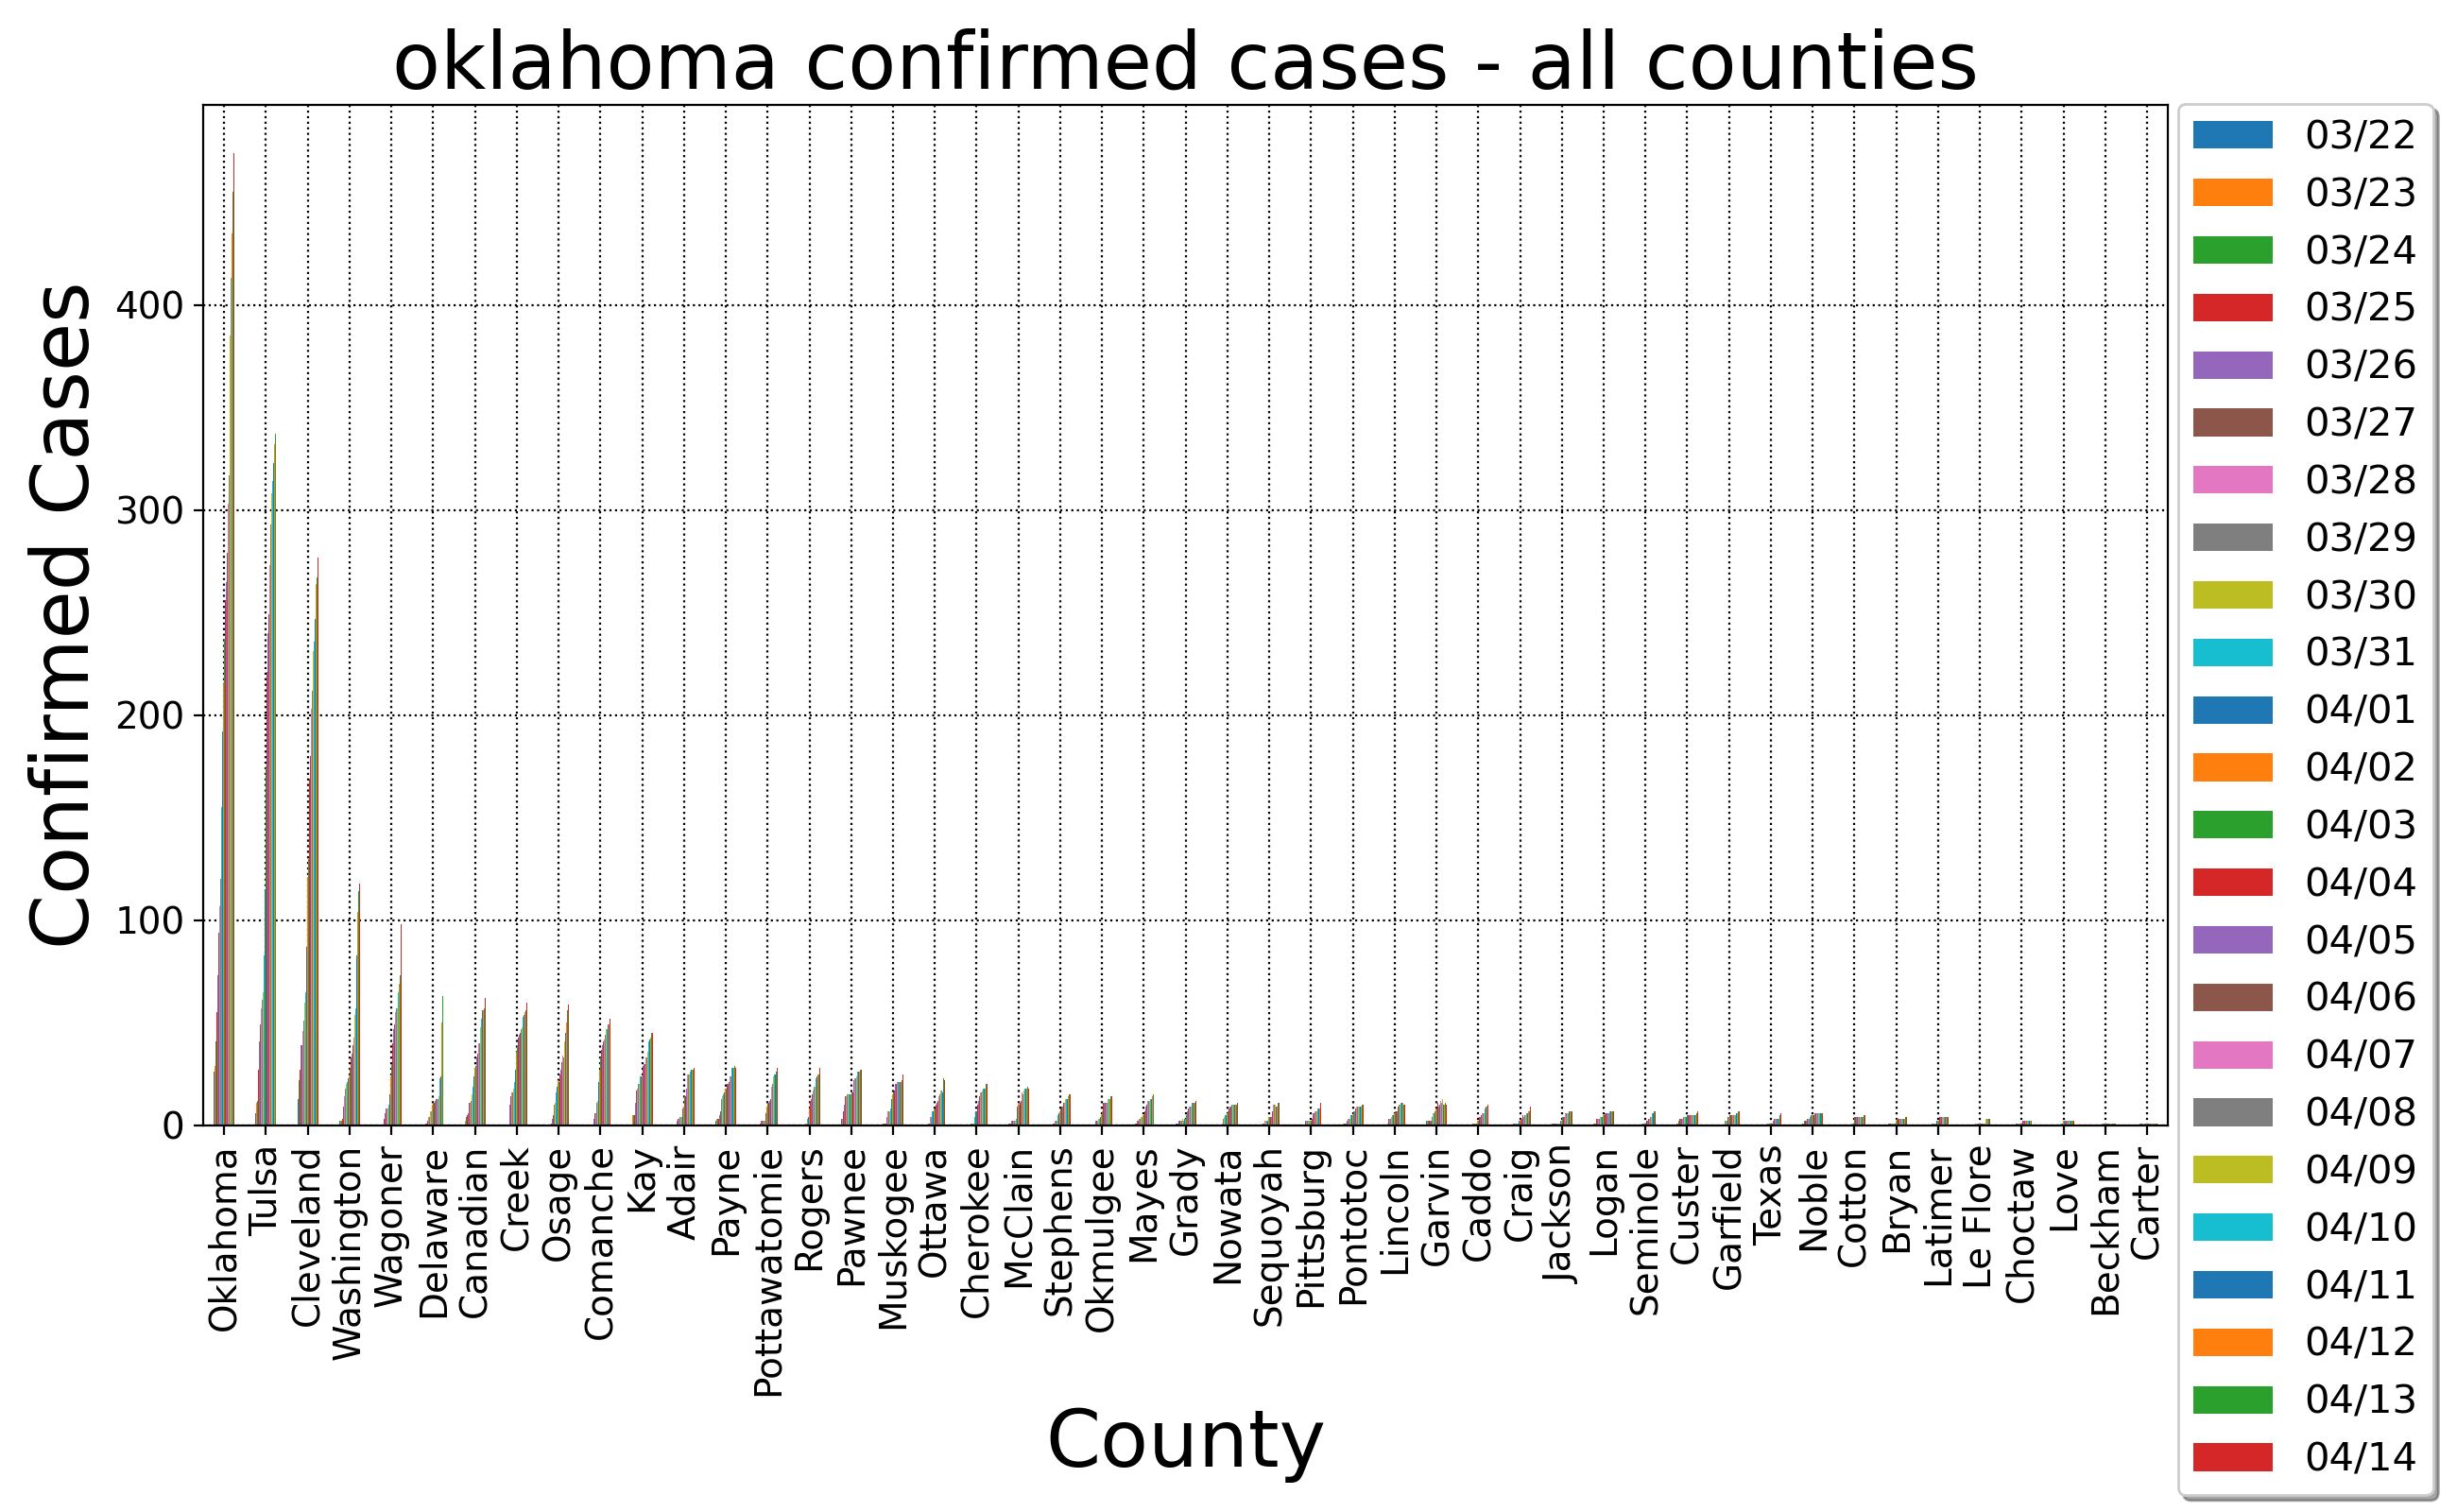 oklahoma confirmed cases - all counties
Confirmed Cases
400
300
200
100
0
Oklahoma
Tulsa
Cleveland
Washington
Wagoner
Delaware
Canadian
Creek
Osage
Comanche
Kay
Adair
Payne
Pottawatomie
Rogers
Pawnee
Muskogee
Ottawa
Cherokee
McClain
Stephens
Okmulgee
Mayes
Grady
Nowata
Sequoyah
Pittsburg
Pontotoc
Lincoln
Garvin
Caddo
Craig
Jackson
Logan
Seminole
Custer
Garfield
Texas
Noble
Cotton
Bryan
Latimer
Le Flore
Choctaw
Love
Beckham
Carter
County
03/22
03/23
03/24
03/25
03/26
03/27
03/28
03/29
03/30
03/31
04/01
04/02
04/03
04/04
04/05
04/06
04/07
04/08
04/09
04/10
04/11
04/12
04/13
04/14